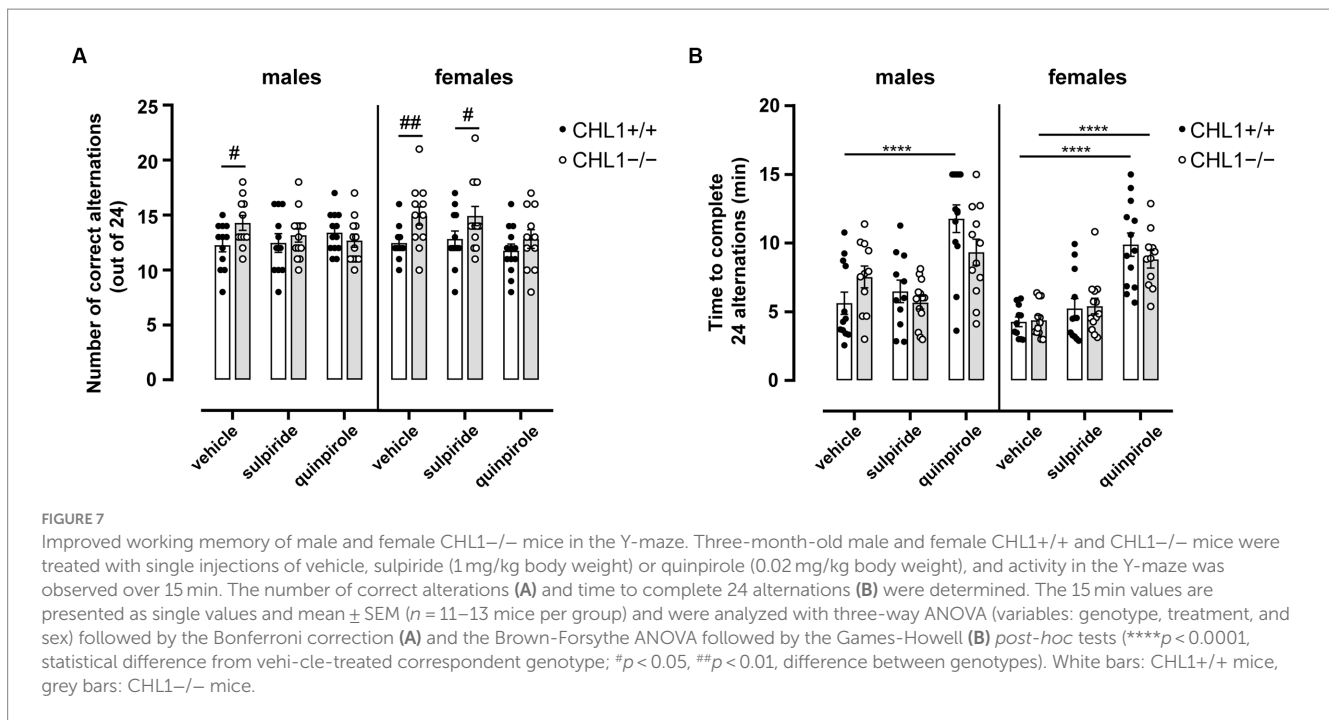 A
males
females
Number of correct alternations
(out of 24)
25
20
15
10
5
0
#
##
#
CHL1+/+
CHL1−/−
vehicle
sulpiride
quinpirole
vehicle
sulpiride
quinpirole
B
males
females
Time to complete
24 alternations (min)
20
15
10
5
0
****
****
****
CHL1+/+
CHL1−/−
vehicle
sulpiride
quinpirole
vehicle
sulpiride
quinpirole
FIGURE 7
Improved working memory of male and female CHL1−/− mice in the Y-maze. Three-month-old male and female CHL1+/+ and CHL1−/− mice were
treated with single injections of vehicle, sulpiride (1 mg/kg body weight) or quinpirole (0.02 mg/kg body weight), and activity in the Y-maze was
observed over 15 min. The number of correct alterations (A) and time to complete 24 alternations (B) were determined. The 15 min values are
presented as single values and mean ± SEM (n = 11–13 mice per group) and were analyzed with three-way ANOVA (variables: genotype, treatment, and
sex) followed by the Bonferroni correction (A) and the Brown-Forsythe ANOVA followed by the Games-Howell (B) post-hoc tests (****p < 0.0001,
statistical difference from vehi-cle-treated correspondent genotype; #p < 0.05, ##p < 0.01, difference between genotypes). White bars: CHL1+/+ mice,
grey bars: CHL1−/− mice.